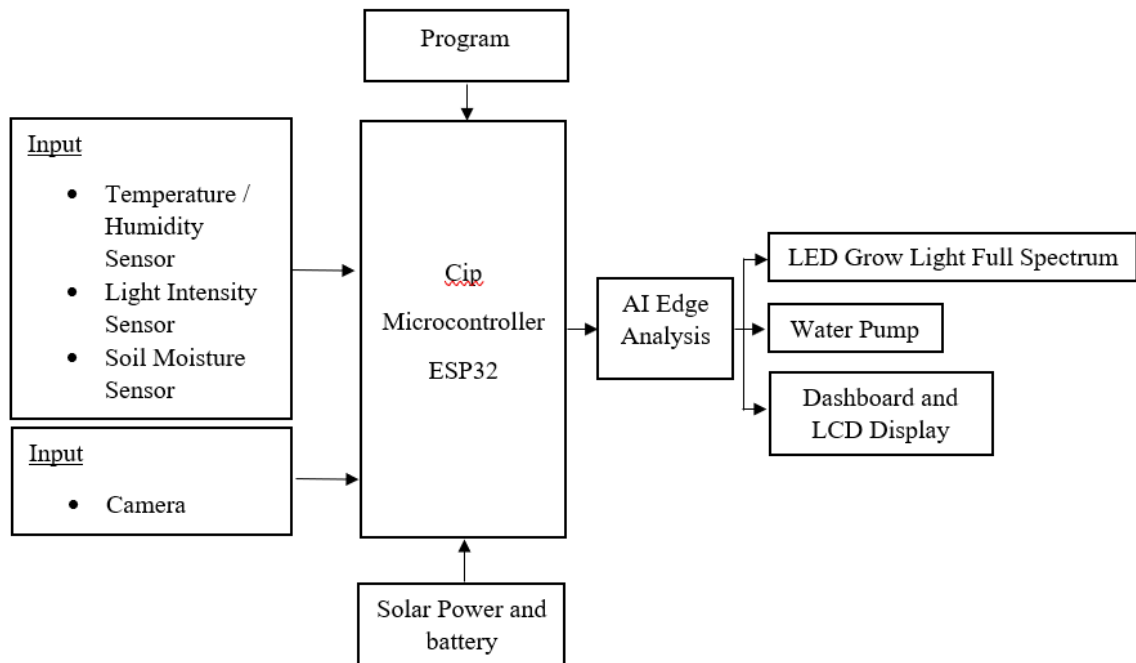 Program
Input
• Temperature /
Humidity
Sensor
• Light Intensity
Sensor
• Soil Moisture
Sensor
Input
• Camera
Cip
Microcontroller
ESP32
AI Edge
Analysis
LED Grow Light Full Spectrum
Water Pump
Dashboard and
LCD Display
Solar Power and
battery